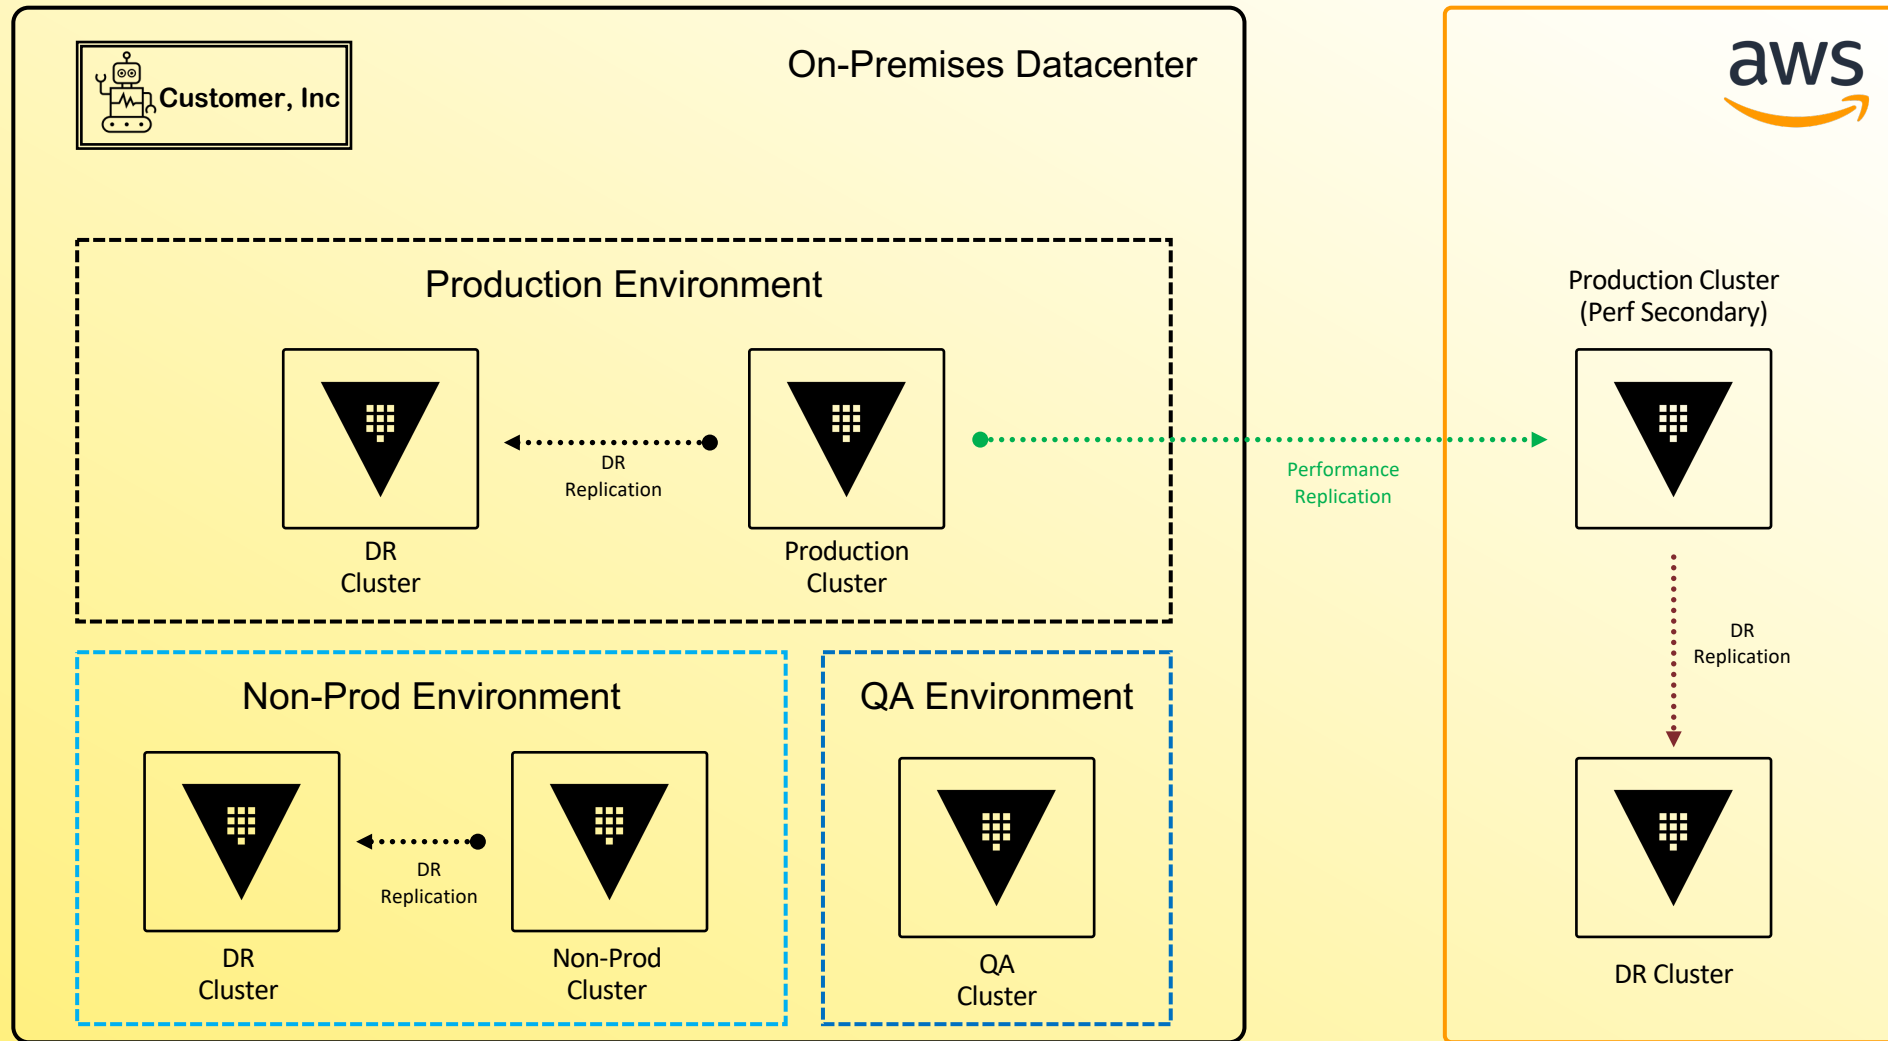 Customer, Inc
On-Premises Datacenter
aws
Production Environment
DR
Replication
DR
Cluster
Production
Cluster
Performance
Replication
Production Cluster
(Perf Secondary)
DR
Replication
DR Cluster
Non-Prod Environment
DR
Replication
DR
Cluster
Non-Prod
Cluster
QA Environment
QA
Cluster